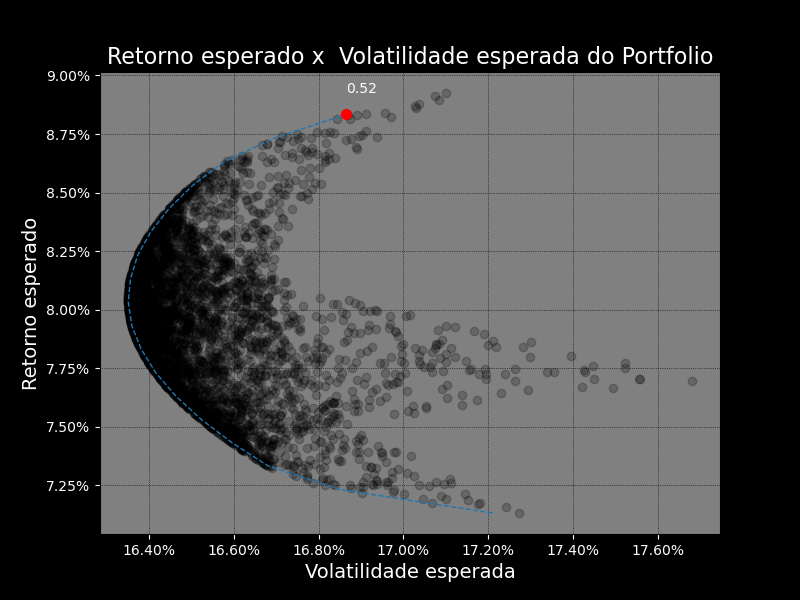 Retorno esperado x  Volatilidade esperada do Portfolio
9.00%
0.52
8.75%
8.50%
8.25%
8.00%
7.75%
7.50%
7.25%
Retorno esperado
16.40% 16.60% 16.80% 17.00% 17.20% 17.40% 17.60%
Volatilidade esperada